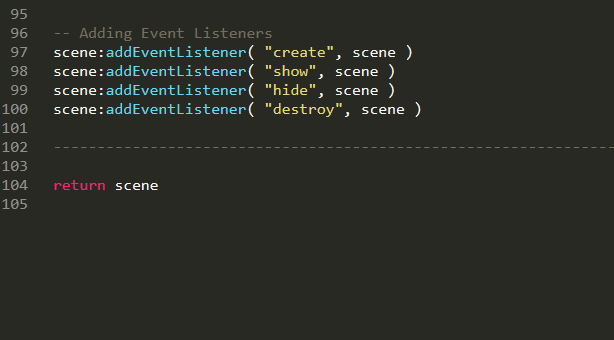 95
96 -- Adding Event Listeners
97 scene:addEventListener( "create", scene )
98 scene:addEventListener( "show", scene )
99 scene:addEventListener( "hide", scene )
100 scene:addEventListener( "destroy", scene )
101
102 -----------------------------------------------------------------
103
104 return scene
105